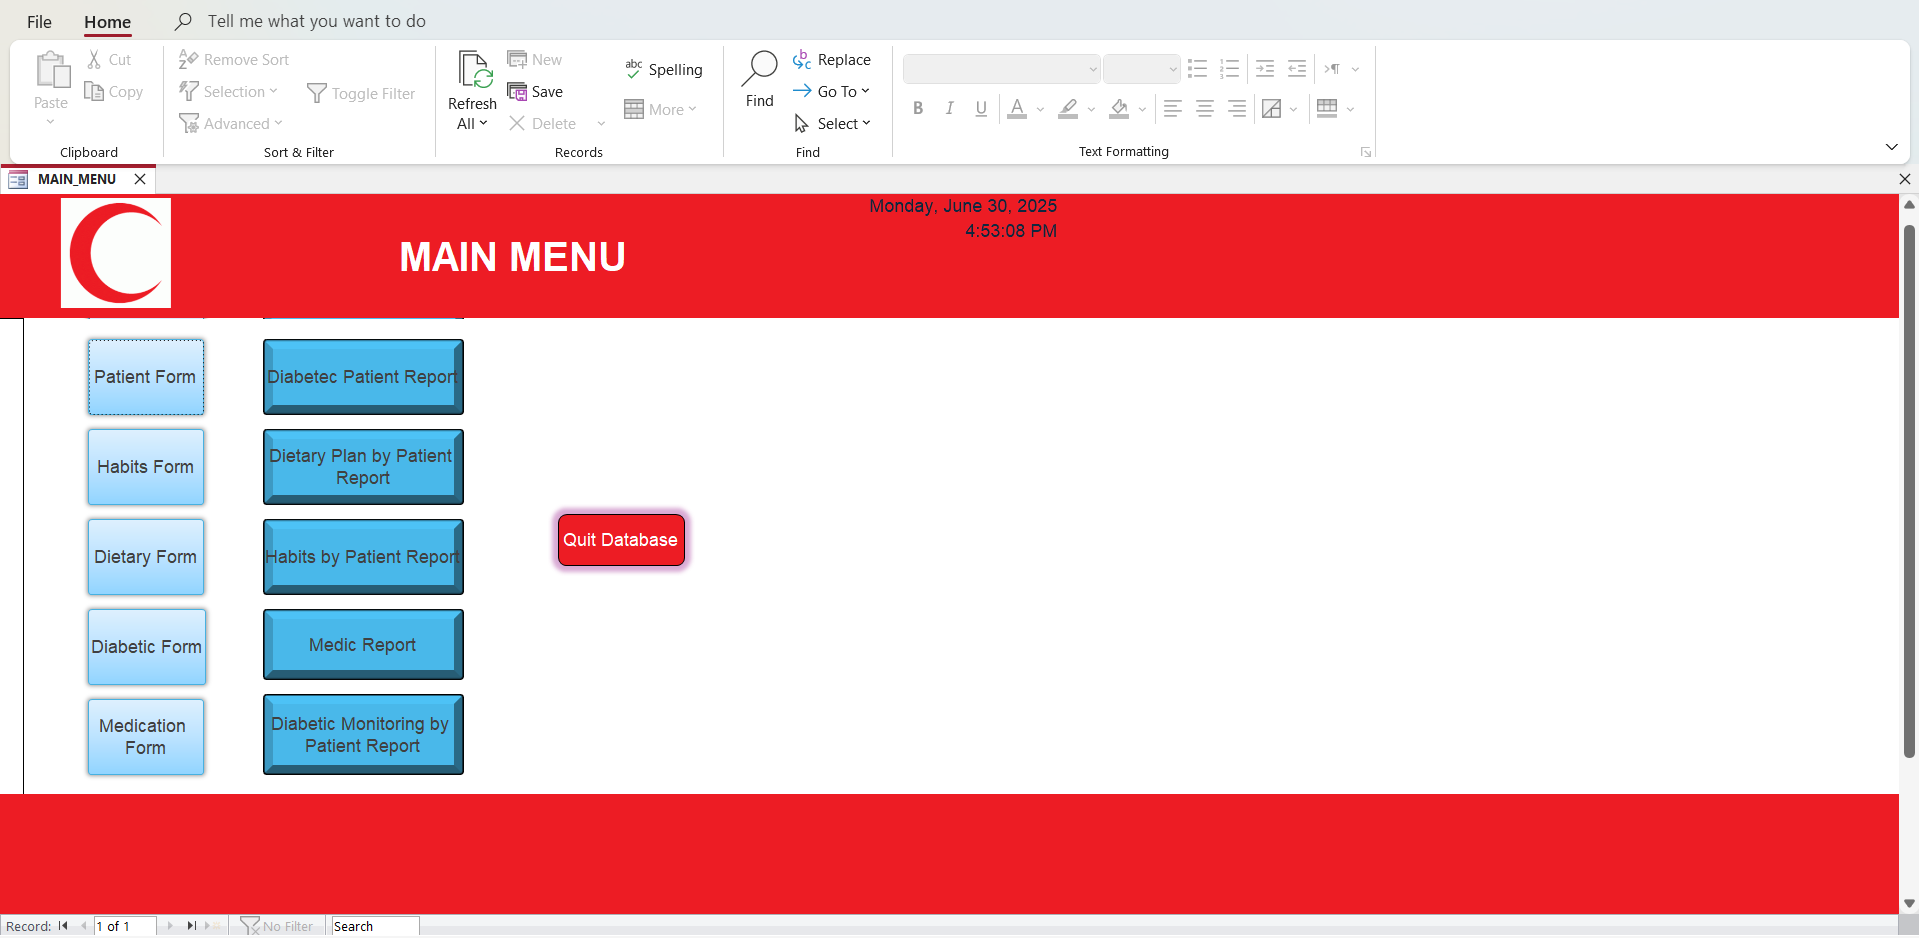 File
Home
Tell me what you want to do
Paste
Cut
Copy
Clipboard
Remove Sort
Selection
Advanced
Toggle Filter
Sort & Filter
Refresh
All
New
Save
Delete
Spelling
More
Records
Find
Replace
Go To
Select
Find
B I U A
Text Formatting
MAIN_MENU
Monday, June 30, 2025
4:53:08 PM
MAIN MENU
Patient Form
Diabetec Patient Report
Habits Form
Dietary Plan by Patient
Report
Dietary Form
Habits by Patient Report
Quit Database
Diabetic Form
Medic Report
Medication
Form
Diabetic Monitoring by
Patient Report
Record: 1 of 1 No Filter Search